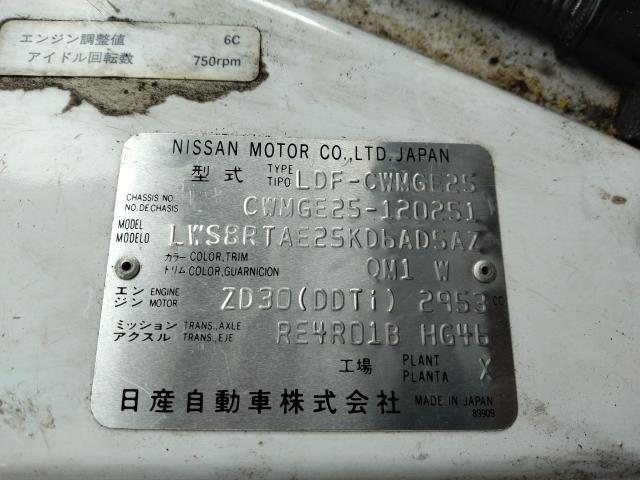 エンジン調整値 6C
アイドル回転数 750rpm
NISSAN MOTOR CO.,LTD.JAPAN
型式 TYPE TIPO LDF-CWMGE25
CHASSIS NO. NO.DE CHASIS CWMGE25-120251
MODEL MODELO LWSBRTAE25KD6AD5AZ
カラー COLOR,TRIM
トリム COLOR,GUARNICION QM1 W
エンジン ENGINE MOTOR ZD30(DDTi) 2953 CC
ミッション TRANS.,AXLE
アクスル TRANS.,EJE RE4R01B HG46
工場 PLANT PLANTA X
日産自動車株式会社 MADE IN JAPAN
89909